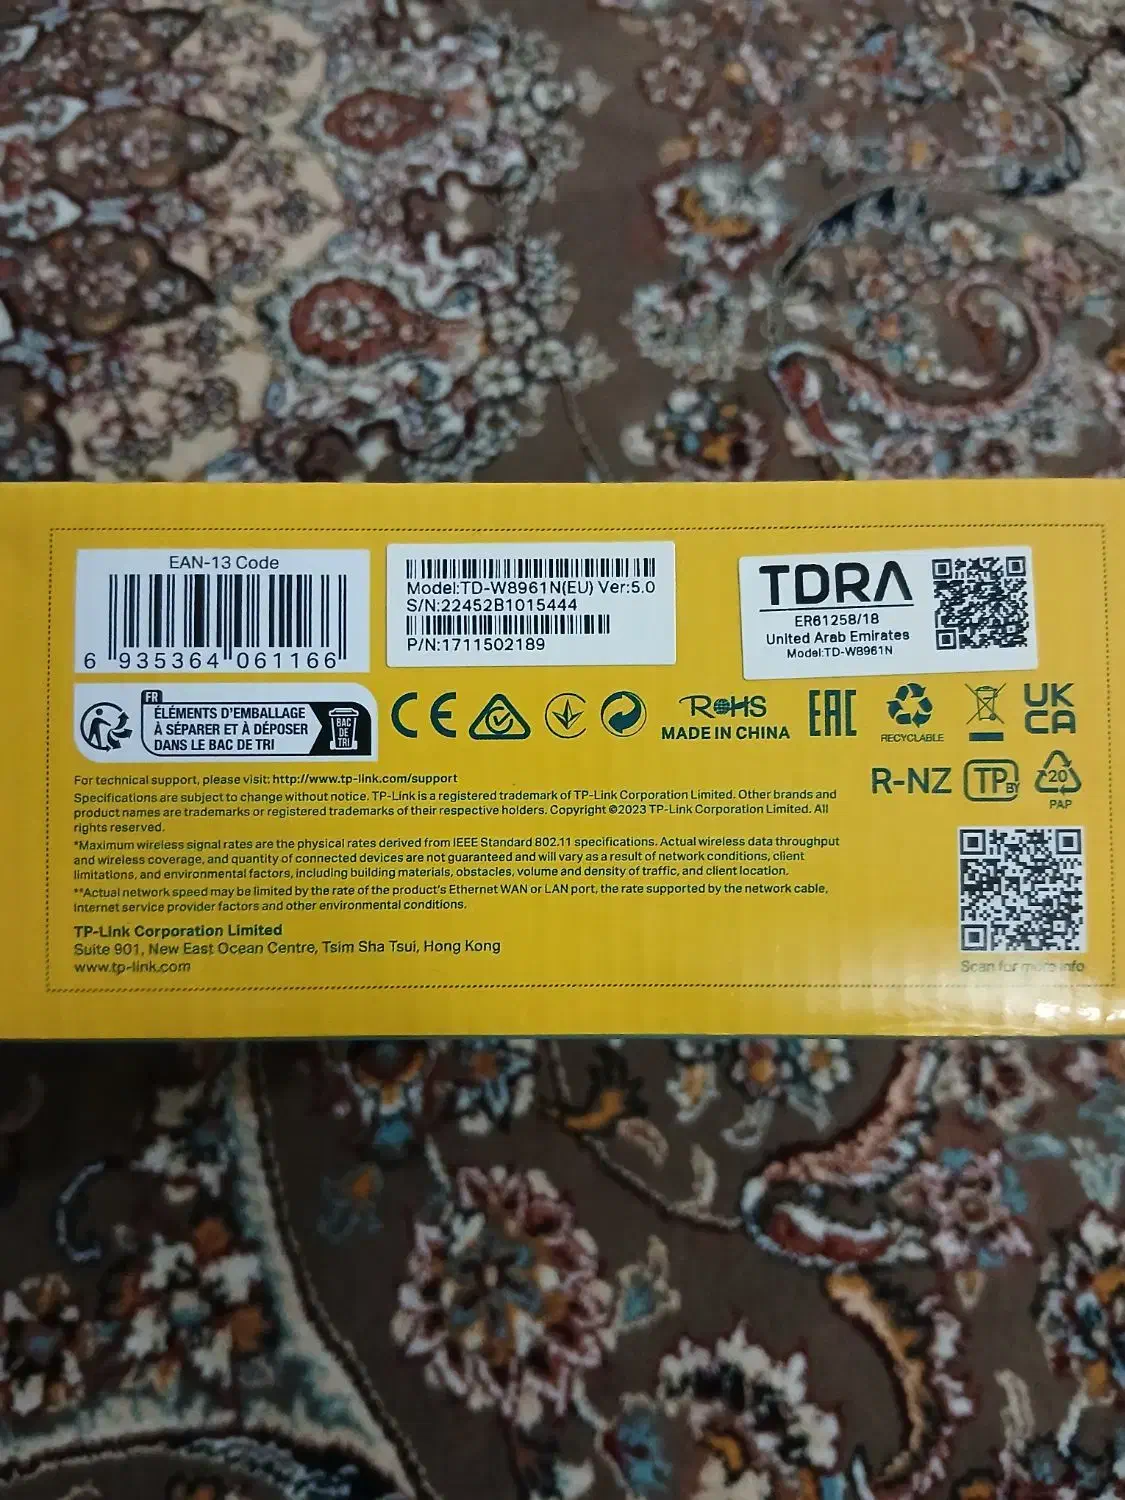 EAN-13 Code
6 935364 061166
Model:TD-W8961N(EU) Ver:5.0
S/N:22452B1015444
P/N:1711502189
TDRA
ER61258/18
United Arab Emirates
Model:TD-W8961N
FR
ÉLÉMENTS D'EMBALLAGE
À SÉPARER ET À DÉPOSER
DANS LE BAC DE TRI
BAC
DE
TRI
CE
RoHS
MADE IN CHINA
EAC
RECYCLABLE
UK
CA
R-NZ
TP BY
20
PAP
For technical support, please visit: http://www.tp-link.com/support
Specifications are subject to change without notice. TP-Link is a registered trademark of TP-Link Corporation Limited. Other brands and
product names are trademarks or registered trademarks of their respective holders. Copyright ©2023 TP-Link Corporation Limited. All
rights reserved.
*Maximum wireless signal rates are the physical rates derived from IEEE Standard 802.11 specifications. Actual wireless data throughput
and wireless coverage, and quantity of connected devices are not guaranteed and will vary as a result of network conditions, client
limitations, and environmental factors, including building materials, obstacles, volume and density of traffic, and client location.
**Actual network speed may be limited by the rate of the product's Ethernet WAN or LAN port, the rate supported by the network cable,
Internet service provider factors and other environmental conditions.
TP-Link Corporation Limited
Suite 901, New East Ocean Centre, Tsim Sha Tsui, Hong Kong
www.tp-link.com
Scan for more info